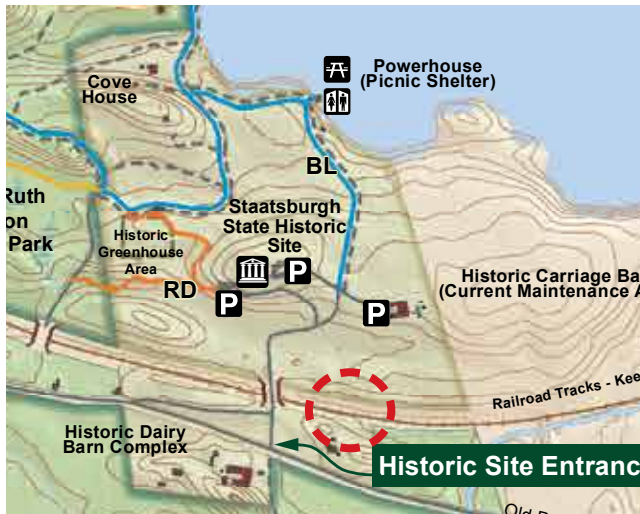 Powerhouse
(Picnic Shelter)
Cove
House
BL
Ruth
on
Park
Staatsburgh
State Historic
Site
Historic
Greenhouse
Area
RD
P
P
P
Historic Carriage Ba
(Current Maintenance A
Railroad Tracks - Kee
Historic Dairy
Barn Complex
Historic Site Entranc